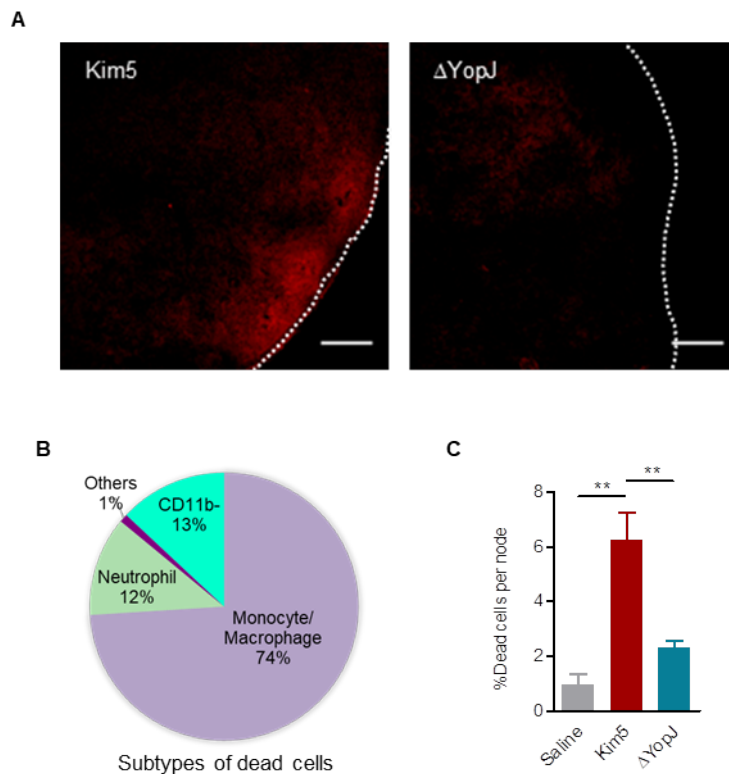 A
Kim5
ΔYopJ
B
Others
1%
CD11b-
13%
Neutrophil
12%
Monocyte/
Macrophage
74%
Subtypes of dead cells
C
%Dead cells per node
8
6
4
2
0
**
**
Saline
Kim5
ΔYopJ